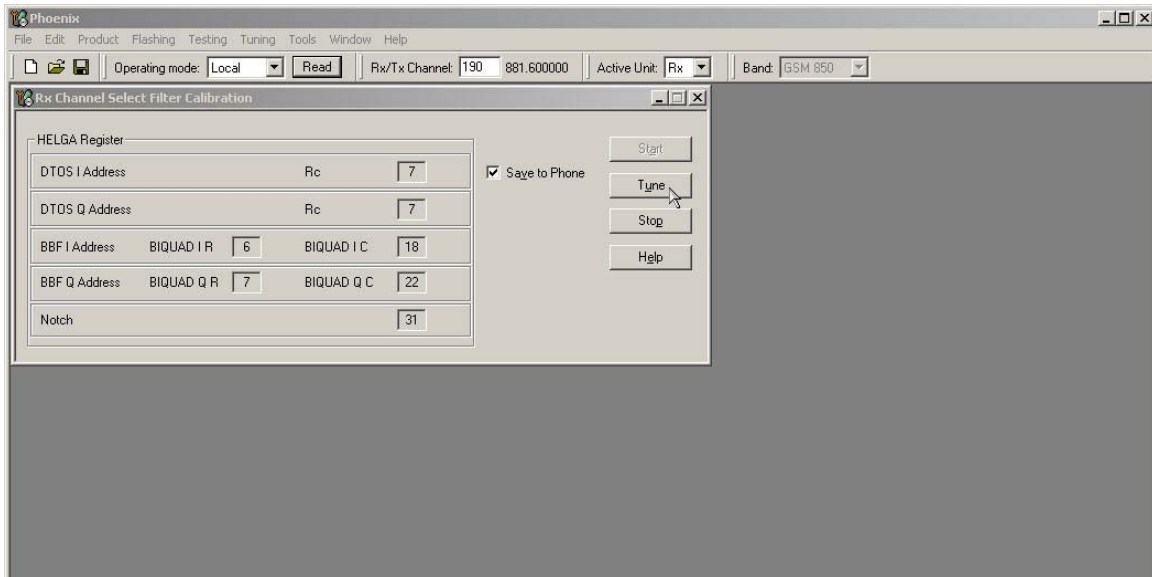 Phoenix
File Edit Product Flashing Testing Tuning Tools Window Help
Operating mode: Local Read Rx/Tx Channel: 190 881.600000 Active Unit: Rx Band: GSM 850
Rx Channel Select Filter Calibration
HELGA Register
DTOS I Address Rc 7
DTOS Q Address Rc 7
BBF I Address BIQUAD I R 6 BIQUAD I C 18
BBF Q Address BIQUAD Q R 7 BIQUAD Q C 22
Notch 31
Save to Phone
Start
Tune
Stop
Help